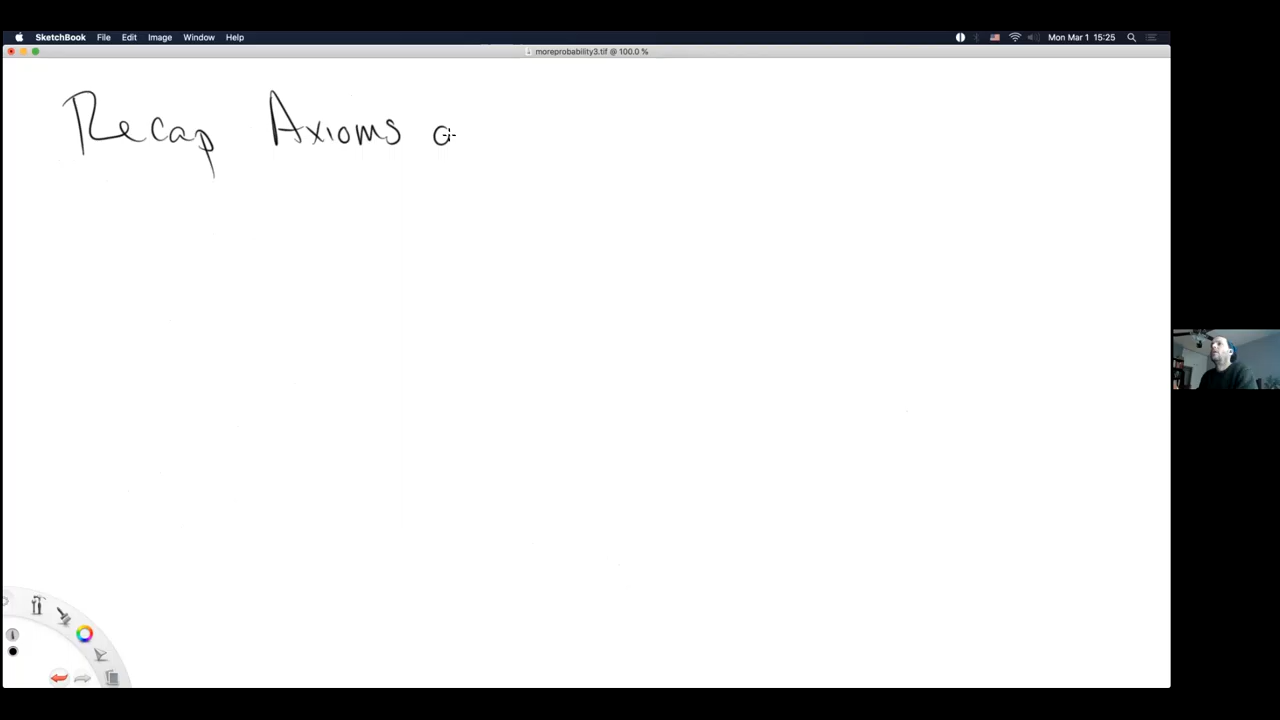 SketchBook File Edit Image Window Help Mon Mar 1 15:25
moreprobability3.tif @ 100.0 %
Recap Axioms o